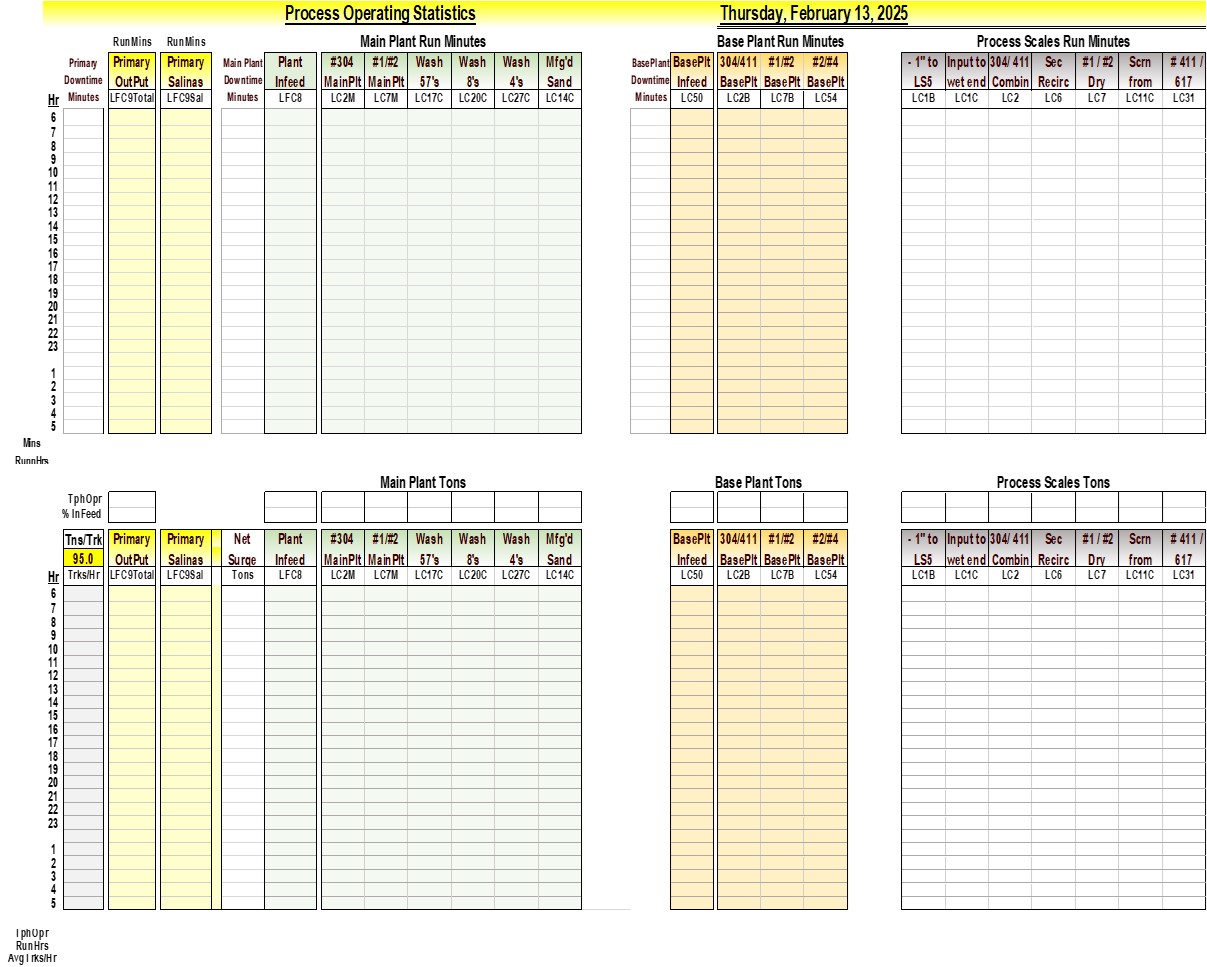 Process Operating Statistics Thursday, February 13, 2025
RunMins RunMins Main Plant Run Minutes Base Plant Run Minutes Process Scales Run Minutes
Primary Primary Primary Main Plant Plant #304 #1/#2 Wash Wash Wash Mfg'd BasePlant BasePlt 304/411 #1/#2 #2/#4 - 1" to Input to 304/ 411 Sec #1 / #2 Scrn # 411 /
Downtime OutPut Salinas Downtime Infeed MainPlt MainPlt 57's 8's 4's Sand Downtime Infeed BasePlt BasePlt BasePlt LS5 wet end Combin Recirc Dry from 617
Hr Minutes LFC9Total LFC9Sal Minutes LFC8 LC2M LC7M LC17C LC20C LC27C LC14C Minutes LC50 LC2B LC7B LC54 LC1B LC1C LC2 LC6 LC7 LC11C LC31
6
7
8
9
10
11
12
13
14
15
16
17
18
19
20
21
22
23
1
2
3
4
5
Mins
RunnHrs
Main Plant Tons Base Plant Tons Process Scales Tons
TphOpr
% InFeed
Tns/Trk Primary Primary Net Plant #304 #1/#2 Wash Wash Wash Mfg'd BasePlt 304/411 #1/#2 #2/#4 - 1" to Input to 304/ 411 Sec #1 / #2 Scrn # 411 /
95.0 OutPut Salinas Surge Infeed MainPlt MainPlt 57's 8's 4's Sand Infeed BasePlt BasePlt BasePlt LS5 wet end Combin Recirc Dry from 617
Hr Trks/Hr LFC9Total LFC9Sal Tons LFC8 LC2M LC7M LC17C LC20C LC27C LC14C LC50 LC2B LC7B LC54 LC1B LC1C LC2 LC6 LC7 LC11C LC31
6
7
8
9
10
11
12
13
14
15
16
17
18
19
20
21
22
23
1
2
3
4
5
TphOpr
RunHrs
AvgTrks/Hr